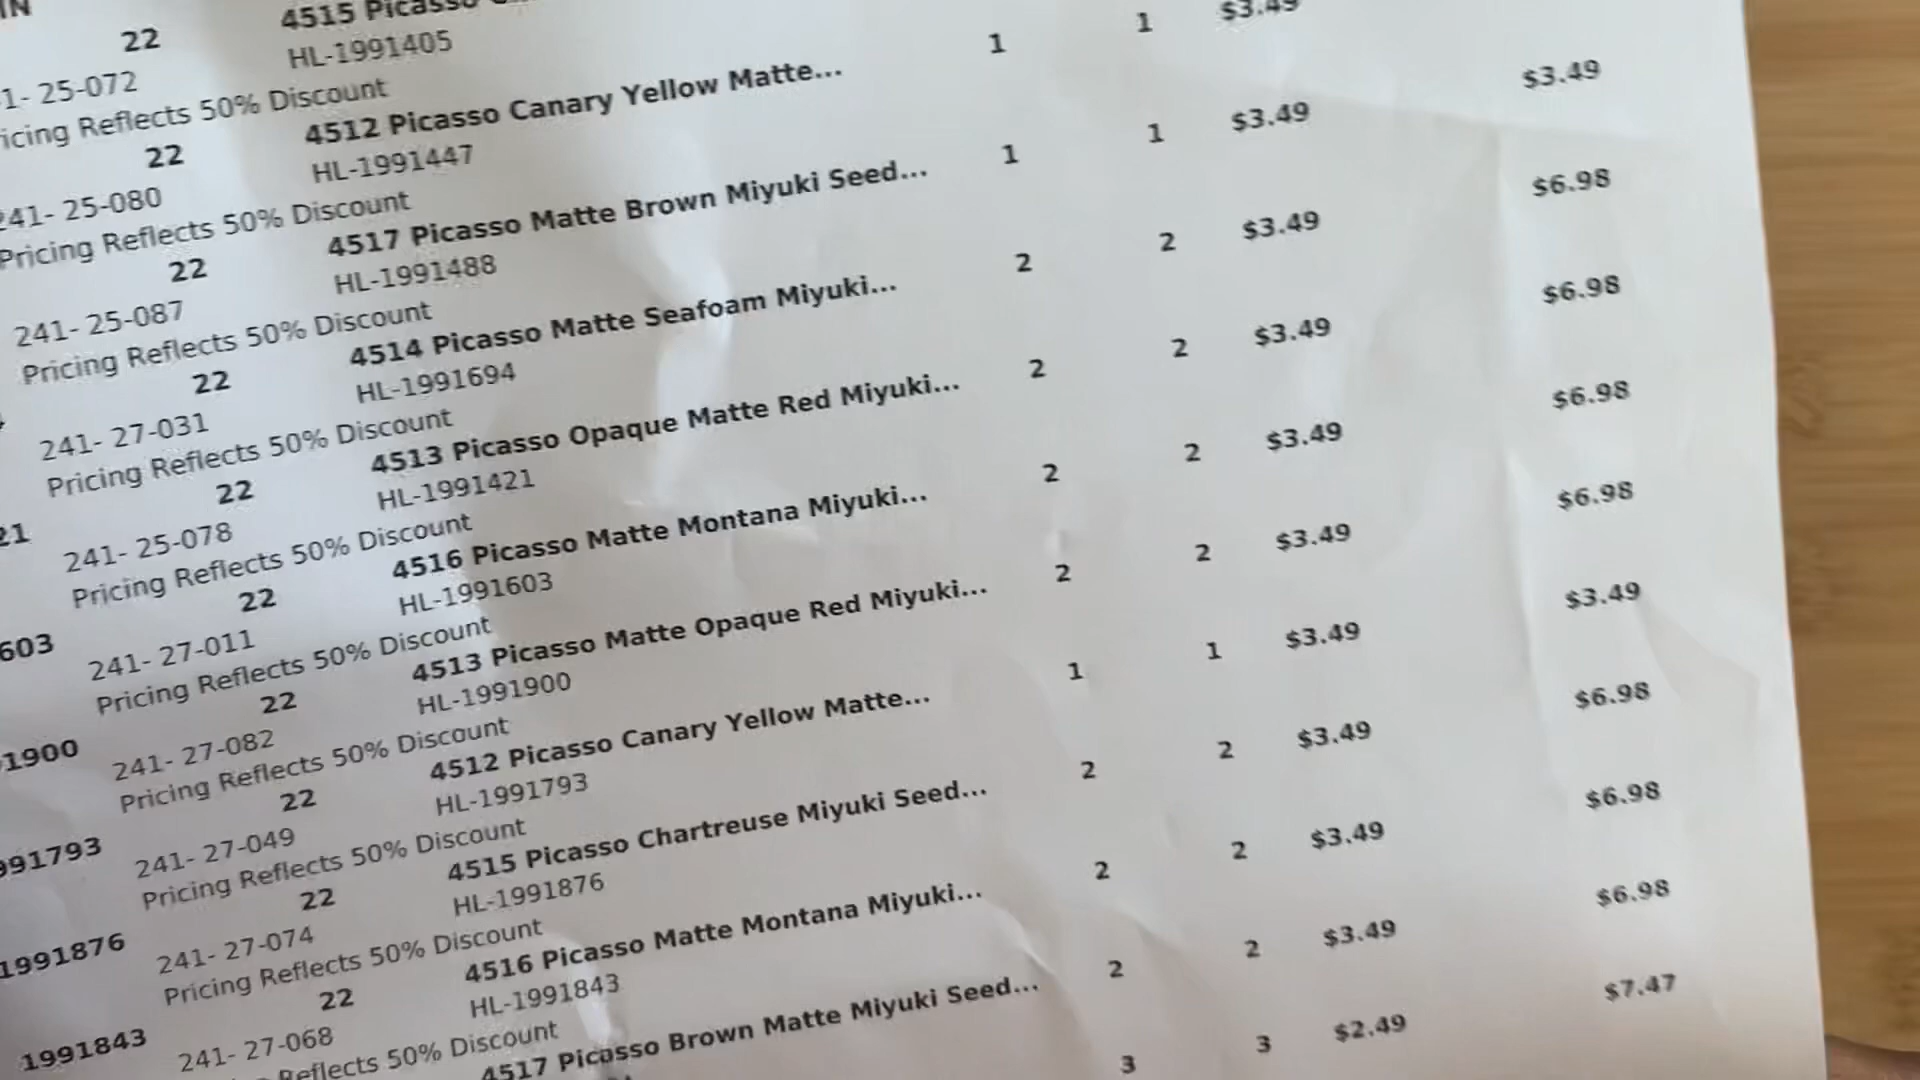 22 4515 Picasso
HL-1991405
1- 25-072
icing Reflects 50% Discount
22 4512 Picasso Canary Yellow Matte... 1 1 $3.49
HL-1991447
241- 25-080
Pricing Reflects 50% Discount
22 4517 Picasso Matte Brown Miyuki Seed... 1 1 $3.49 $3.49
HL-1991488
241- 25-087
Pricing Reflects 50% Discount
22 4514 Picasso Matte Seafoam Miyuki... 2 2 $3.49 $6.98
HL-1991694
241- 27-031
Pricing Reflects 50% Discount
22 4513 Picasso Opaque Matte Red Miyuki... 2 2 $3.49 $6.98
HL-1991421
21 241- 25-078
Pricing Reflects 50% Discount
22 4516 Picasso Matte Montana Miyuki... 2 2 $3.49 $6.98
HL-1991603
603 241- 27-011
Pricing Reflects 50% Discount
22 4513 Picasso Matte Opaque Red Miyuki... 2 2 $3.49 $6.98
HL-1991900
1900 241- 27-082
Pricing Reflects 50% Discount
22 4512 Picasso Canary Yellow Matte... 1 1 $3.49 $3.49
HL-1991793
991793 241- 27-049
Pricing Reflects 50% Discount
22 4515 Picasso Chartreuse Miyuki Seed... 2 2 $3.49 $6.98
HL-1991876
1991876 241- 27-074
Pricing Reflects 50% Discount
22 4516 Picasso Matte Montana Miyuki... 2 2 $3.49 $6.98
HL-1991843
1991843 241- 27-068
Reflects 50% Discount
4517 Picasso Brown Matte Miyuki Seed... 2 2 $3.49 $6.98
3 3 $2.49 $7.47